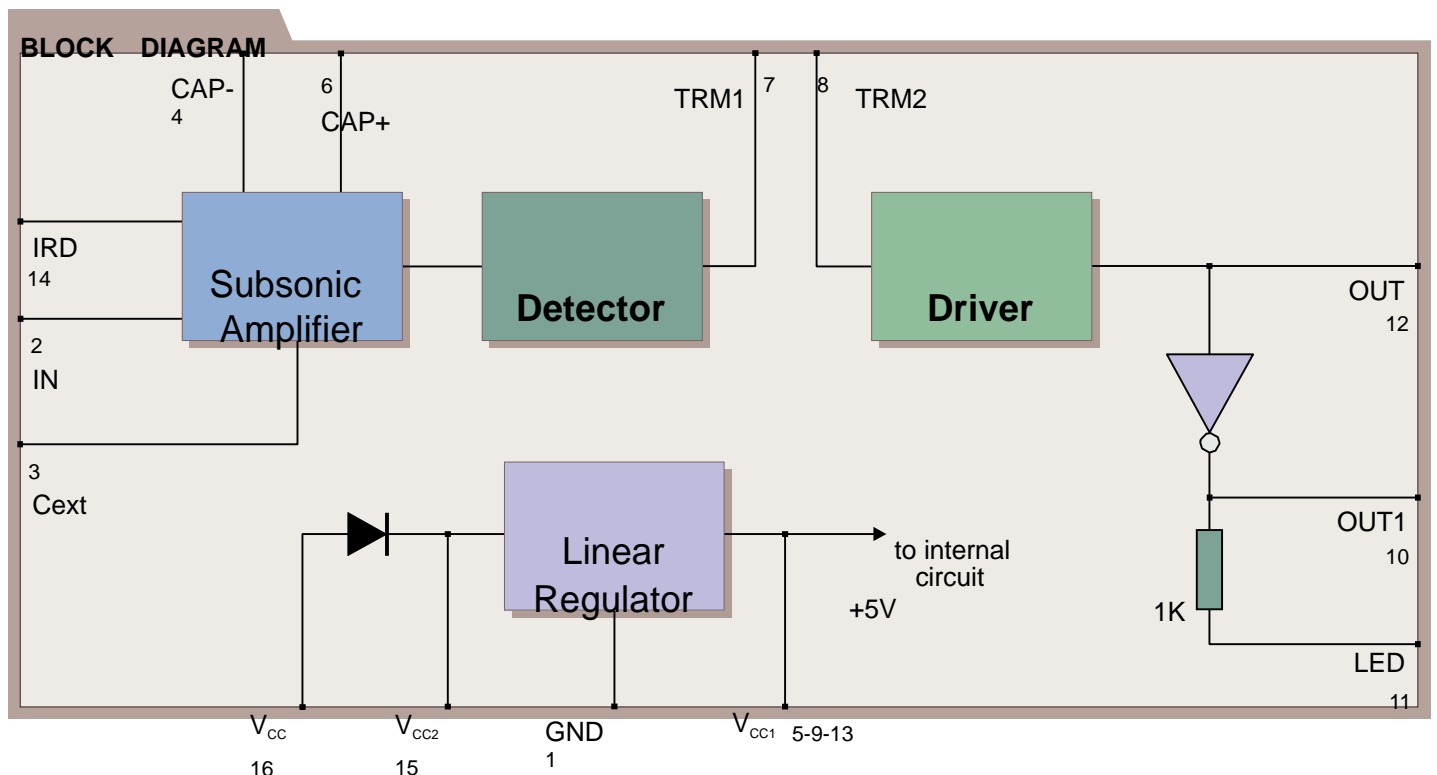 BLOCK DIAGRAM
CAP-
4
6
CAP+
TRM1
7
8
TRM2
IRD
14
Subsonic
Amplifier
Detector
Driver
OUT
12
2
IN
3
Cext
Linear
Regulator
to internal
circuit
+5V
OUT1
10
1K
LED
11
VCC
16
VCC2
15
GND
1
VCC1 5-9-13